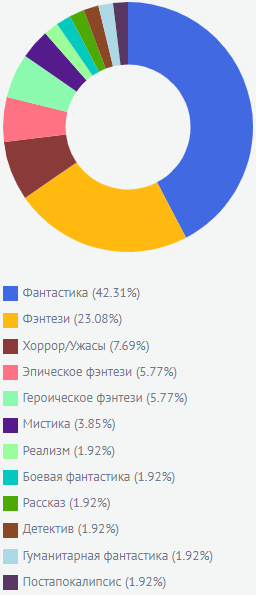 Фантастика (42.31%)
Фэнтези (23.08%)
Хоррор/Ужасы (7.69%)
Эпическое фэнтези (5.77%)
Героическое фэнтези (5.77%)
Мистика (3.85%)
Реализм (1.92%)
Боевая фантастика (1.92%)
Рассказ (1.92%)
Детектив (1.92%)
Гуманитарная фантастика (1.92%)
Постапокалипсис (1.92%)